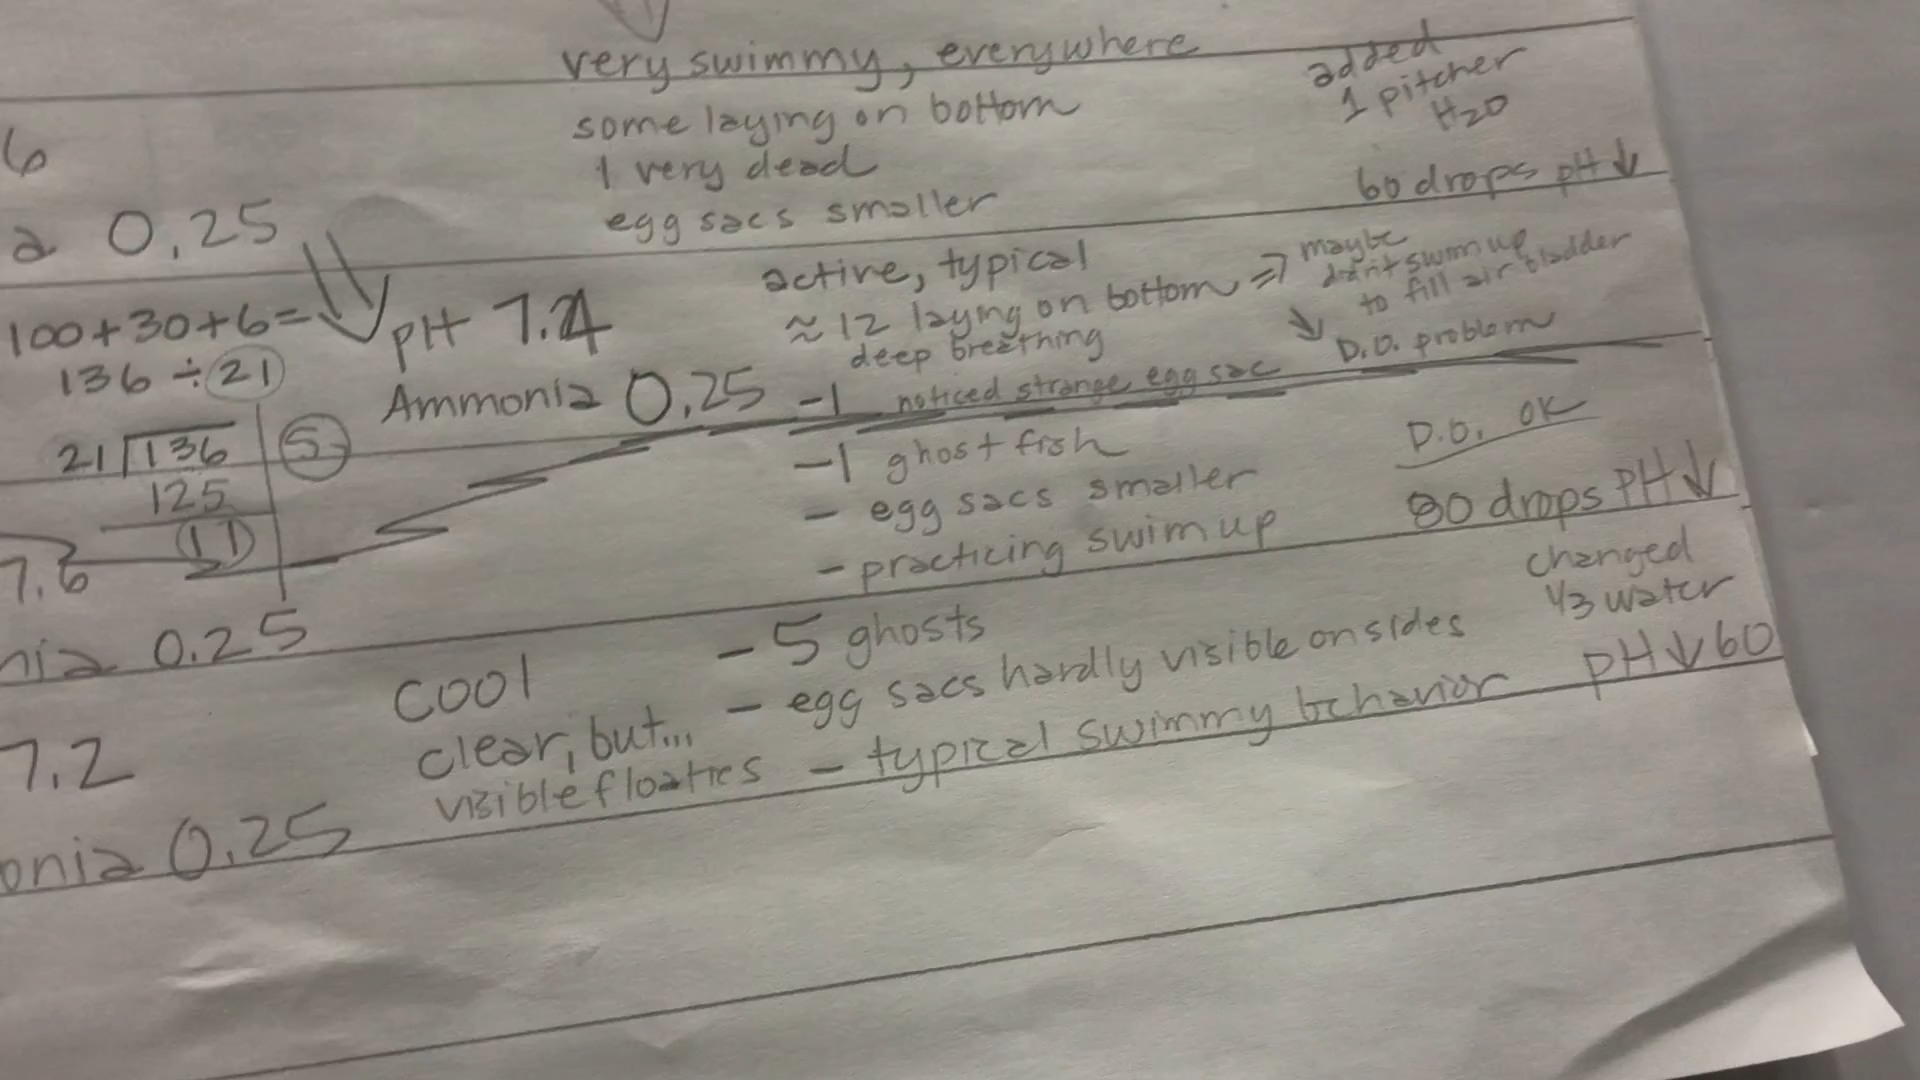 very swimmy, everywhere
some laying on bottom
1 very dead
egg sacs smaller
added
1 pitcher
H2O
60 drops pH ↓
6
a 0.25
100+30+6=
136 ÷ 21
21 136 5
125
11
pH 7.4
Ammonia 0.25
active, typical
≈ 12 laying on bottom ⇒ maybe
didn't swim up
to fill air bladder
deep breathing
↓ D.O. problem
-1 noticed strange egg sac
-1 ghost fish
- egg sacs smaller
- practicing swim up
D.O. OK
80 drops PH ↓
7.6
nia 0.25
cool
clear, but...
visible floaties
- 5 ghosts
- egg sacs hardly visible on sides
- typical swimmy behavior
changed
1/3 water
pH ↓ 60
7.2
onia 0.25